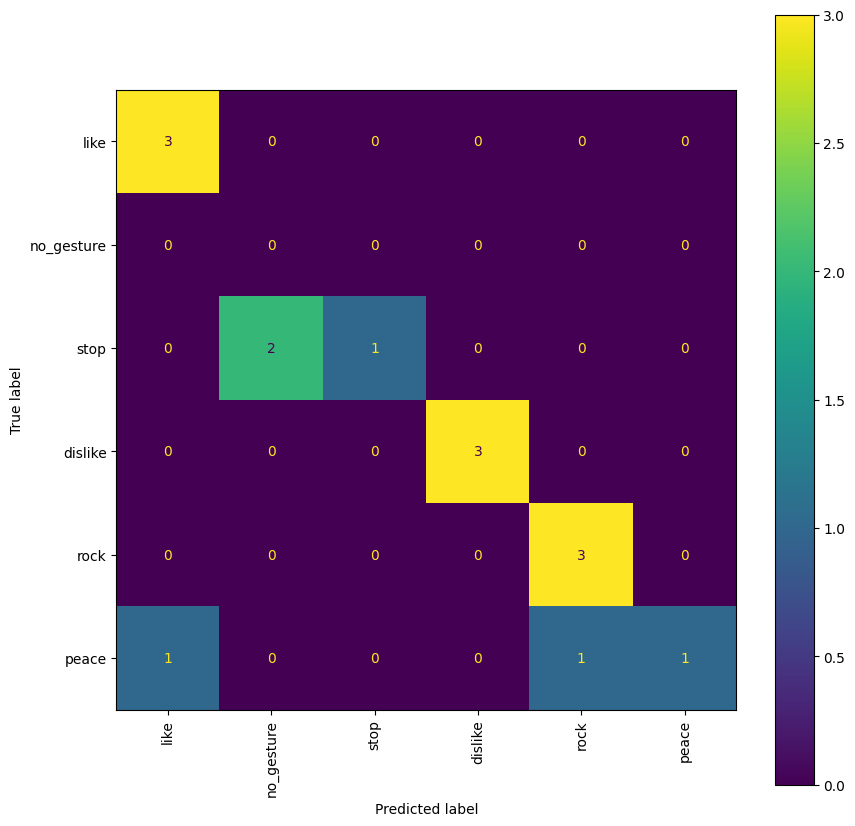 3.0
like 3 0 0 0 0 0
2.5
no_gesture 0 0 0 0 0 0
2.0
stop 0 2 1 0 0 0
1.5
True label
dislike 0 0 0 3 0 0
1.0
rock 0 0 0 0 3 0
0.5
peace 1 0 0 0 1 1
0.0
like no_gesture stop dislike rock peace
Predicted label